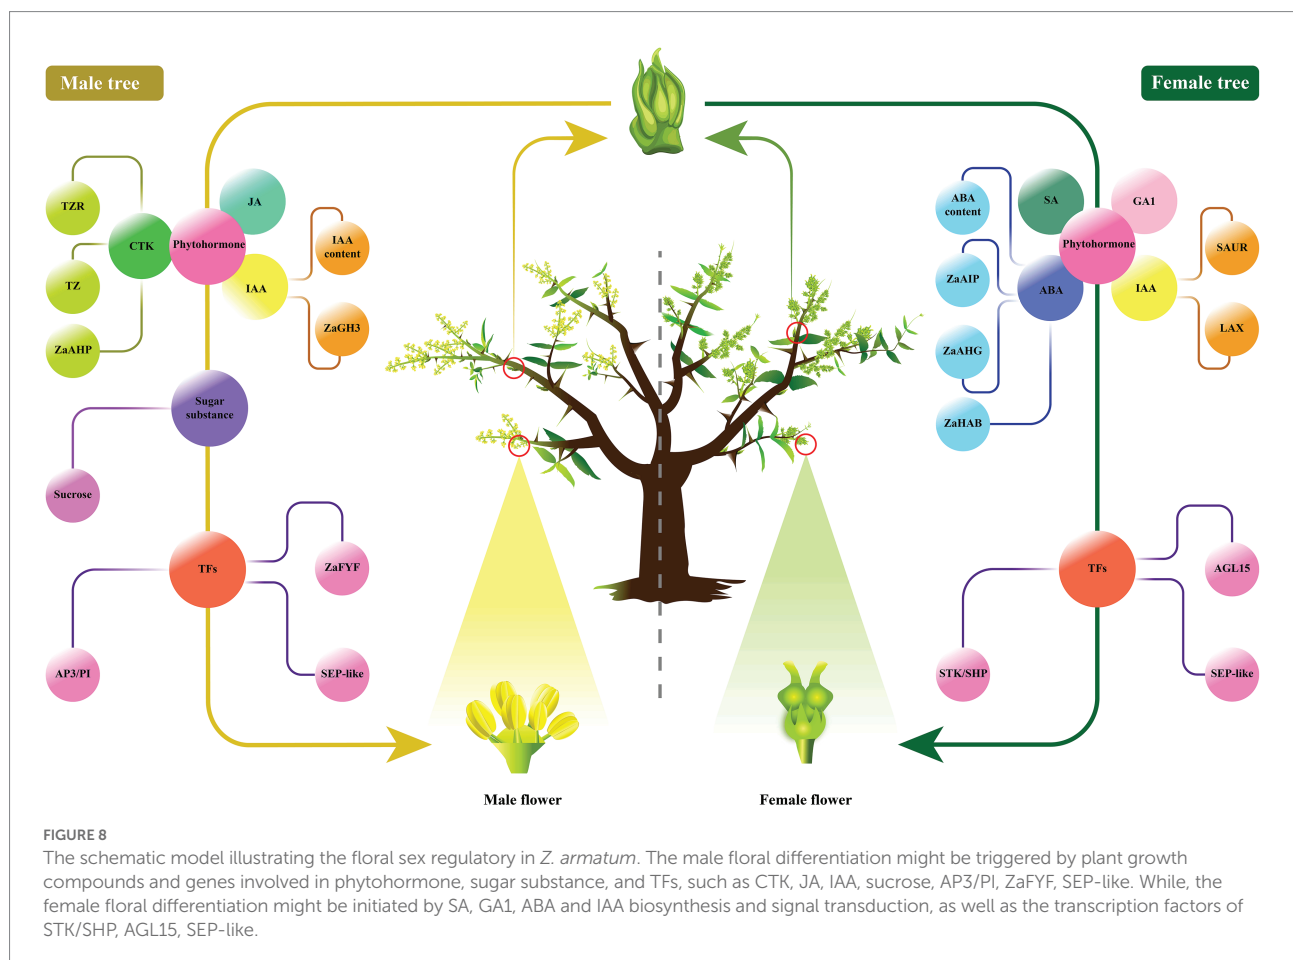 Male tree
Female tree
TZR
JA
CTK
Phytohormone
IAA
content
TZ
IAA
ZaAHP
ZaGH3
Sugar
substance
Sucrose
TFs
ZaFYF
AP3/PI
SEP-like
ABA
content
SA
GA1
Phytohormone
SAUR
ZaAIP
ABA
IAA
ZaAHG
LAX
ZaHAB
TFs
AGL15
STK/SHP
SEP-like
Male flower
Female flower
FIGURE 8
The schematic model illustrating the floral sex regulatory in Z. armatum. The male floral differentiation might be triggered by plant growth
compounds and genes involved in phytohormone, sugar substance, and TFs, such as CTK, JA, IAA, sucrose, AP3/PI, ZaFYF, SEP-like. While, the
female floral differentiation might be initiated by SA, GA1, ABA and IAA biosynthesis and signal transduction, as well as the transcription factors of
STK/SHP, AGL15, SEP-like.